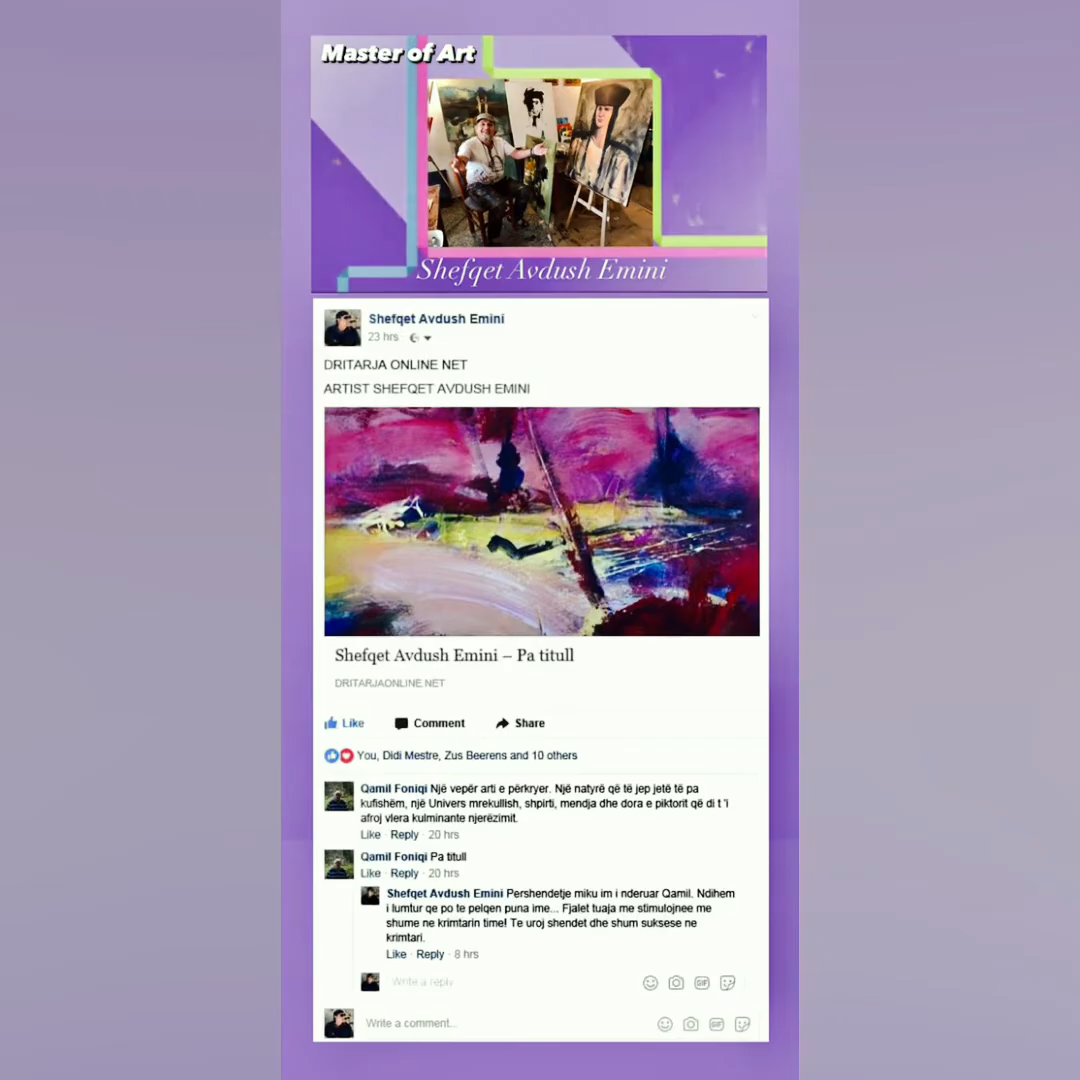 Master of Art
Shefqet Avdush Emini
Shefqet Avdush Emini
23 hrs
DRITARJA ONLINE NET
ARTIST SHEFQET AVDUSH EMINI
Shefqet Avdush Emini – Pa titull
DRITARJAONLINE.NET
Like Comment Share
You, Didi Mestre, Zus Beerens and 10 others
Qamil Foniqi Një vepër arti e përkryer. Një natyrë që të jep jetë të pa
kufishëm, një Univers mrekullish, shpirti, mendja dhe dora e piktorit që di t 'i
afroj vlera kulminante njerëzimit.
Like · Reply · 20 hrs
Qamil Foniqi Pa titull
Like · Reply · 20 hrs
Shefqet Avdush Emini Pershendetje miku im i nderuar Qamil. Ndihem
i lumtur qe po te pelqen puna ime... Fjalet tuaja me stimulojnee me
shume ne krimtarin time! Te uroj shendet dhe shum suksese ne
krimtari.
Like · Reply · 8 hrs
Write a reply
GIF
Write a comment...
GIF